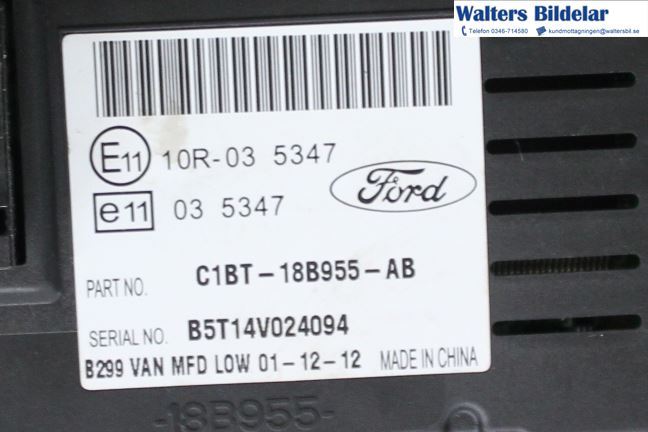 Walters Bildelar
Telefon 0346-714580 kundmottagningen@waltersbil.se
E11 10R-03 5347
e11 03 5347
Ford
PART NO. C1BT-18B955-AB
SERIAL NO. B5T14V024094
B299 VAN MFD LOW 01-12-12 MADE IN CHINA
-18B955-